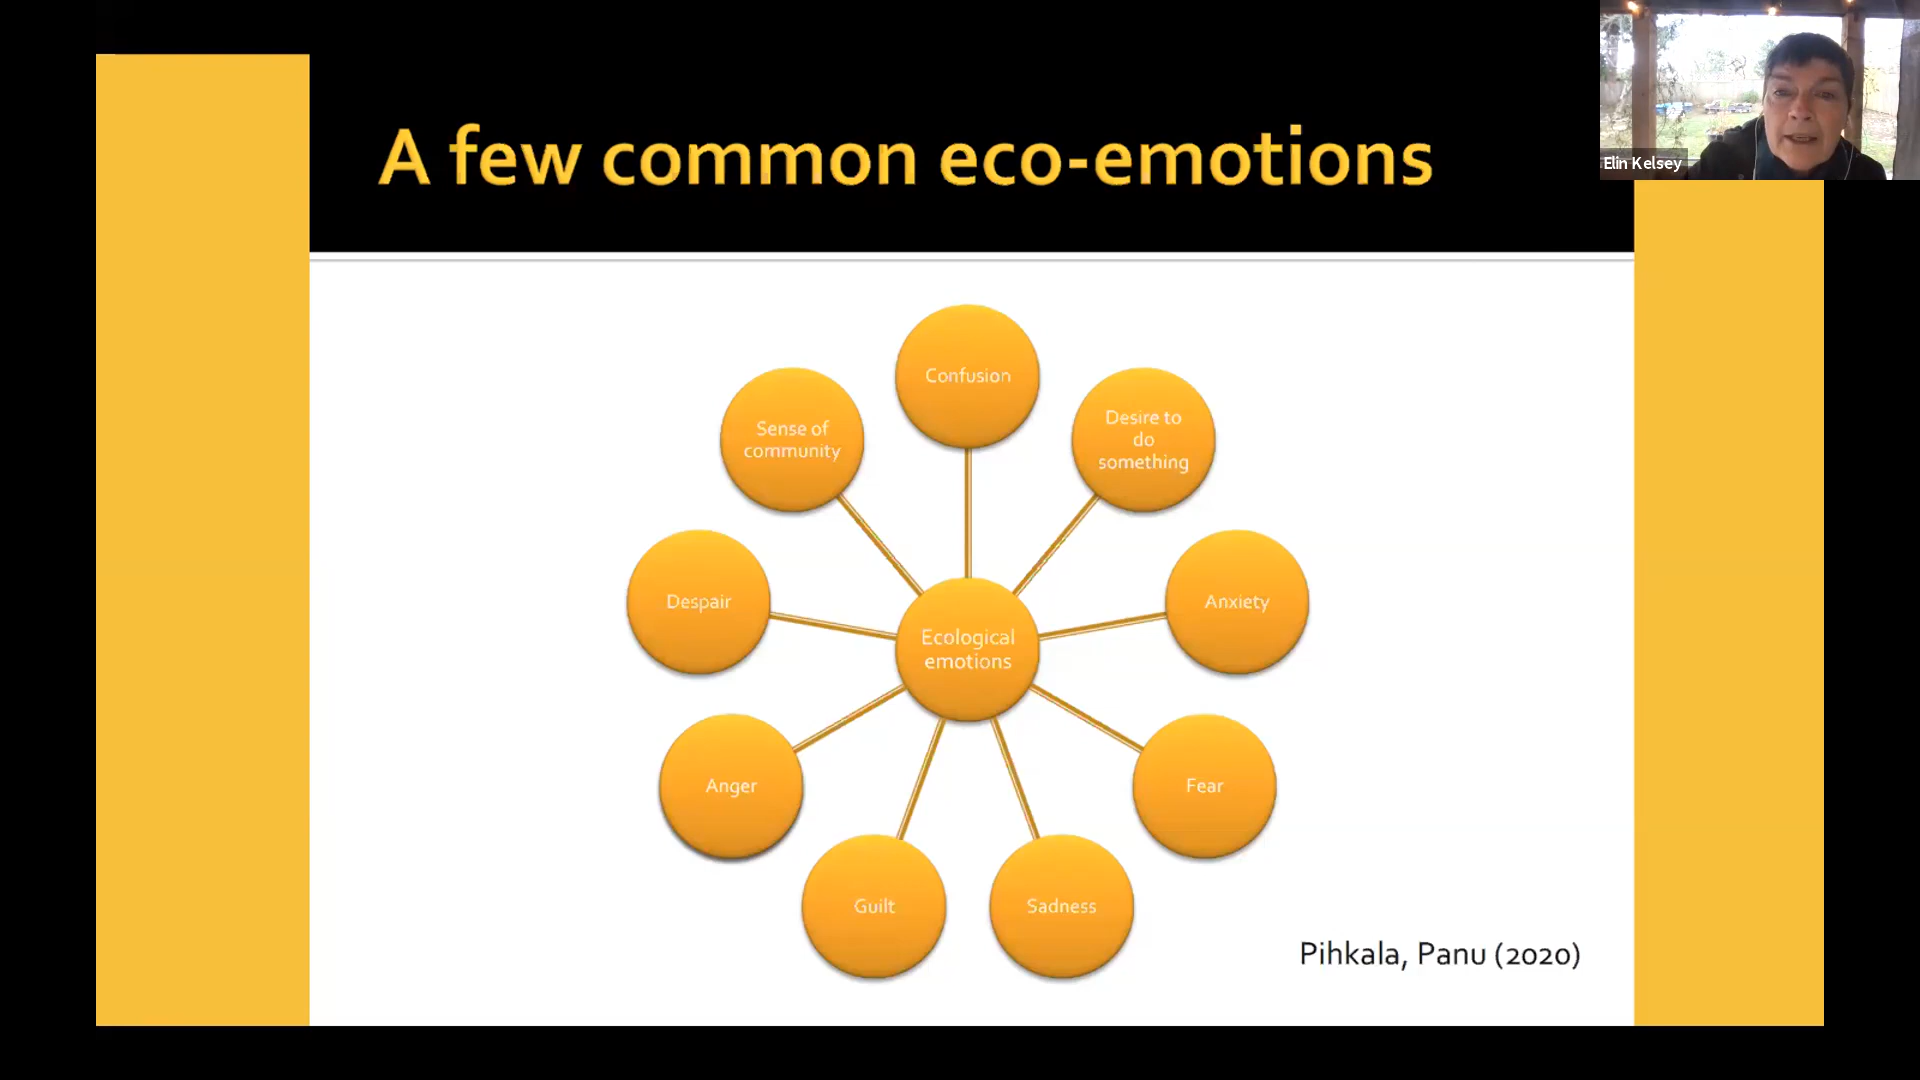 A few common eco-emotions
Elin Kelsey
Confusion
Desire to
do
something
Anxiety
Fear
Sadness
Guilt
Anger
Despair
Sense of
community
Ecological
emotions
Pihkala, Panu (2020)